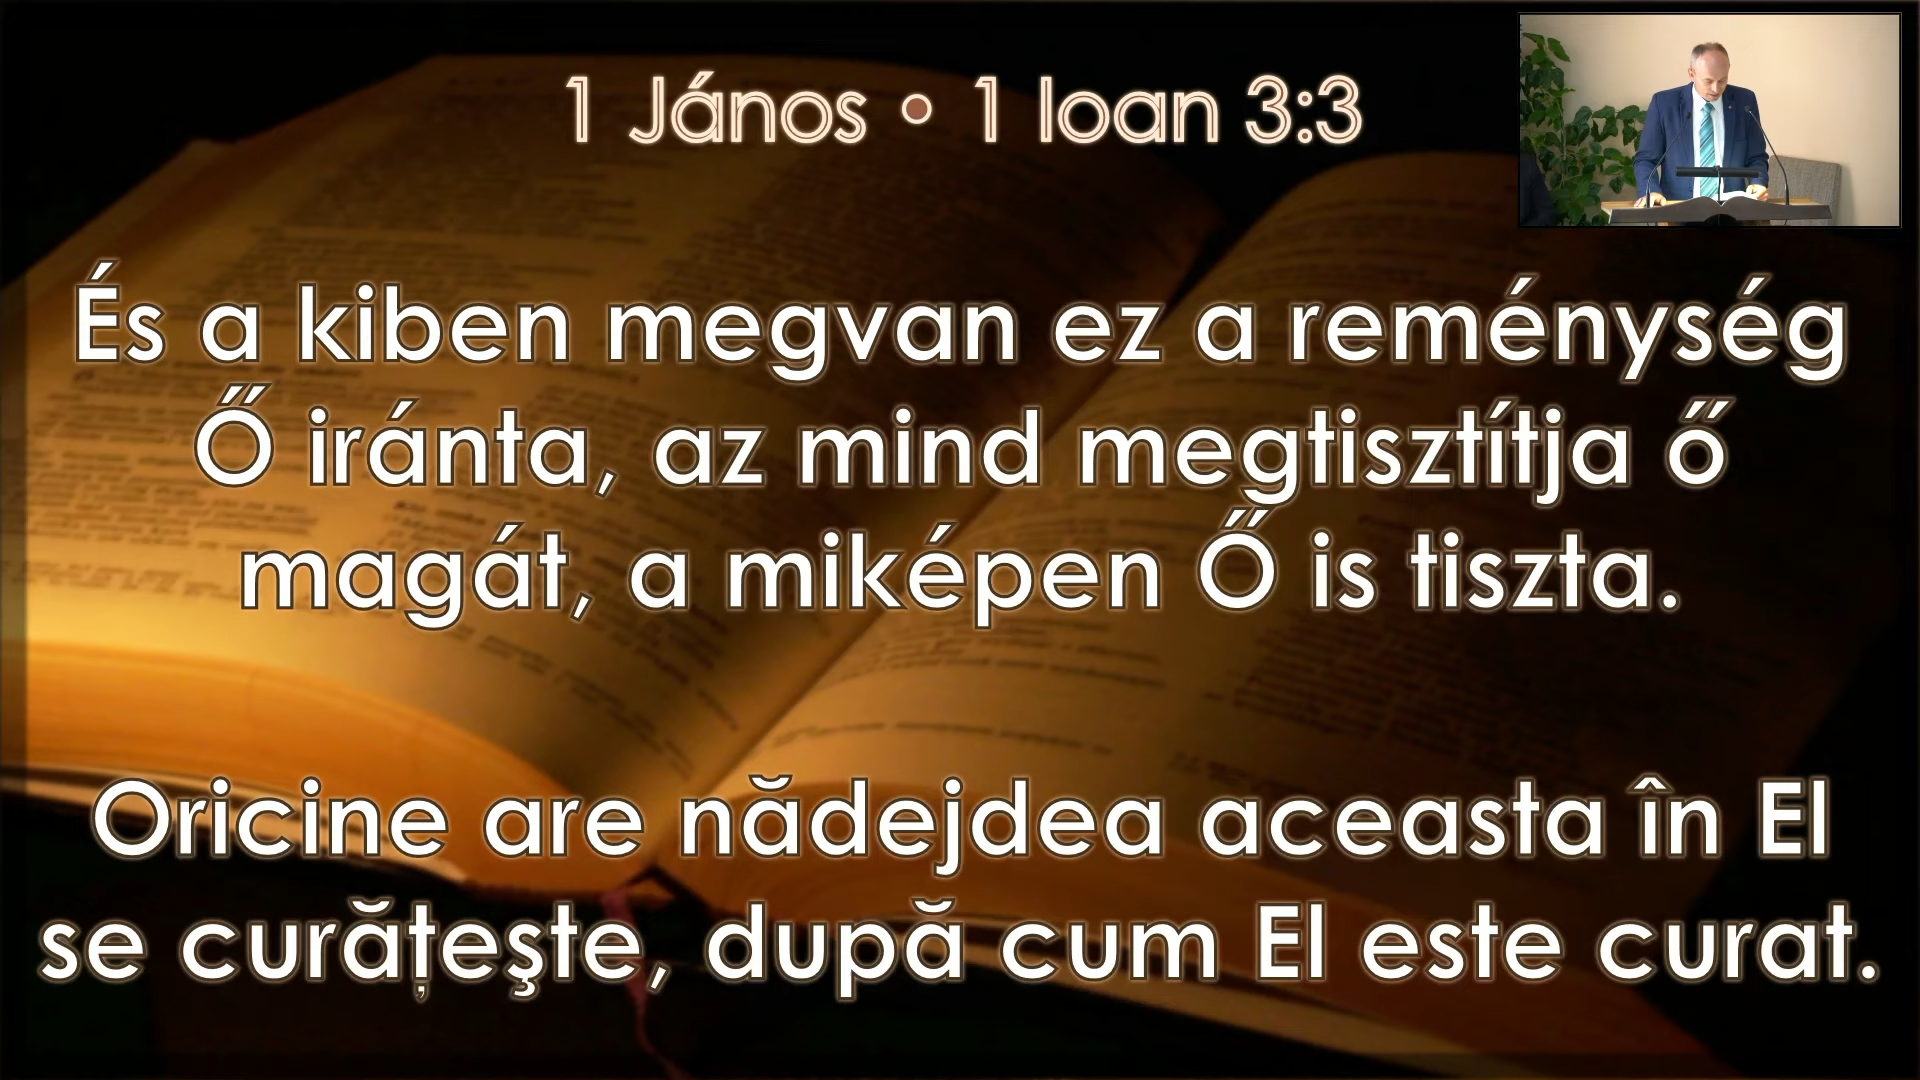 1 János • 1 Ioan 3:3
És a kiben megvan ez a reménység
Ő iránta, az mind megtisztítja ő
magát, a miképen Ő is tiszta.
Oricine are nădejdea aceasta în El
se curăţeşte, după cum El este curat.